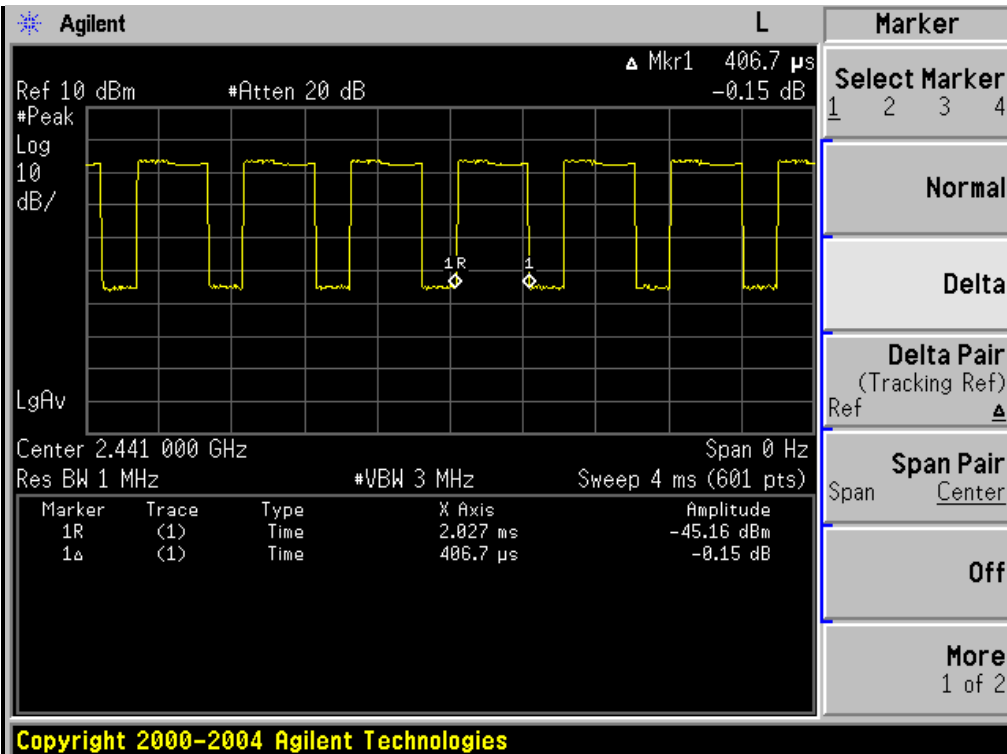 Agilent L
Δ Mkr1 406.7 µs
Ref 10 dBm #Atten 20 dB -0.15 dB
#Peak
Log
10
dB/
1R 1
LgAv
Center 2.441 000 GHz Span 0 Hz
Res BW 1 MHz #VBW 3 MHz Sweep 4 ms (601 pts)
Marker Trace Type X Axis Amplitude
1R (1) Time 2.027 ms -45.16 dBm
1Δ (1) Time 406.7 µs -0.15 dB
Copyright 2000-2004 Agilent Technologies
Marker
Select Marker
1 2 3 4
Normal
Delta
Delta Pair
(Tracking Ref)
Ref Δ
Span Pair
Span Center
Off
More
1 of 2